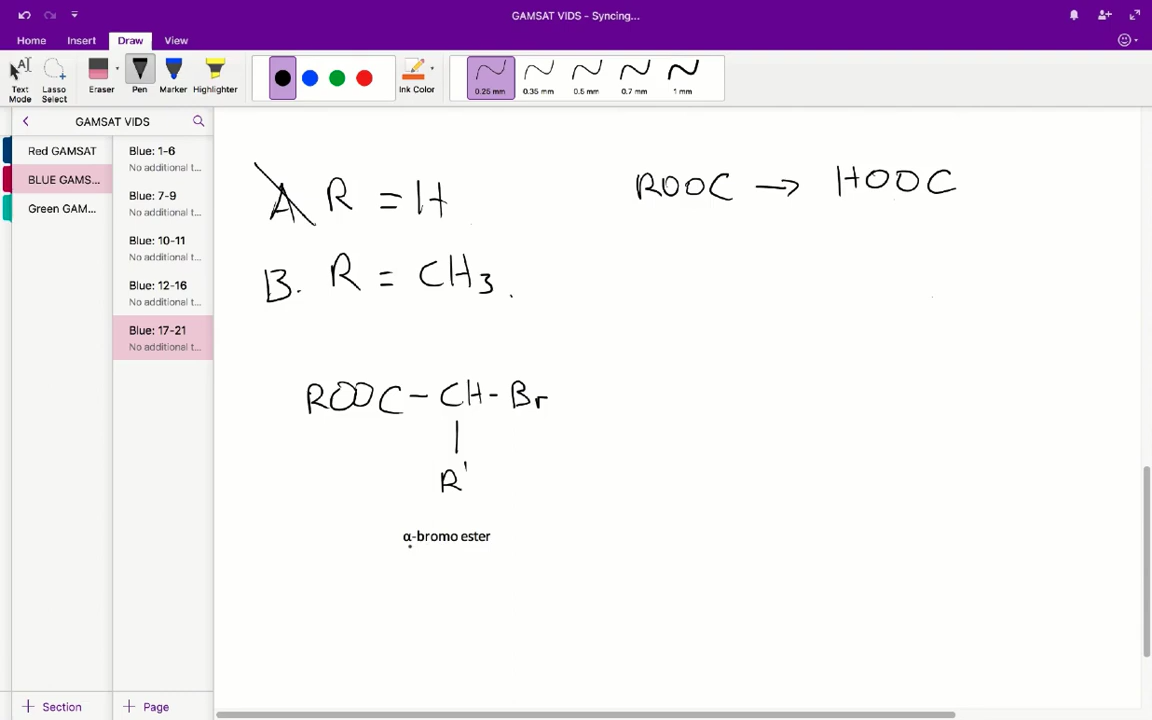 GAMSAT VIDS - Syncing...
Home Insert Draw View
Text Mode
Lasso Select
Eraser
Pen
Marker
Highlighter
Ink Color
0.25 mm
0.35 mm
0.5 mm
0.7 mm
1 mm
GAMSAT VIDS
Red GAMSAT
BLUE GAMS...
Green GAM...
Blue: 1-6
No additional t...
Blue: 7-9
No additional t...
Blue: 10-11
No additional t...
Blue: 12-16
No additional t...
Blue: 17-21
No additional t...
A R = H
ROOC → HOOC
B. R = CH3.
ROOC - CH - Br
|
R'
α-bromo ester
+ Section
+ Page